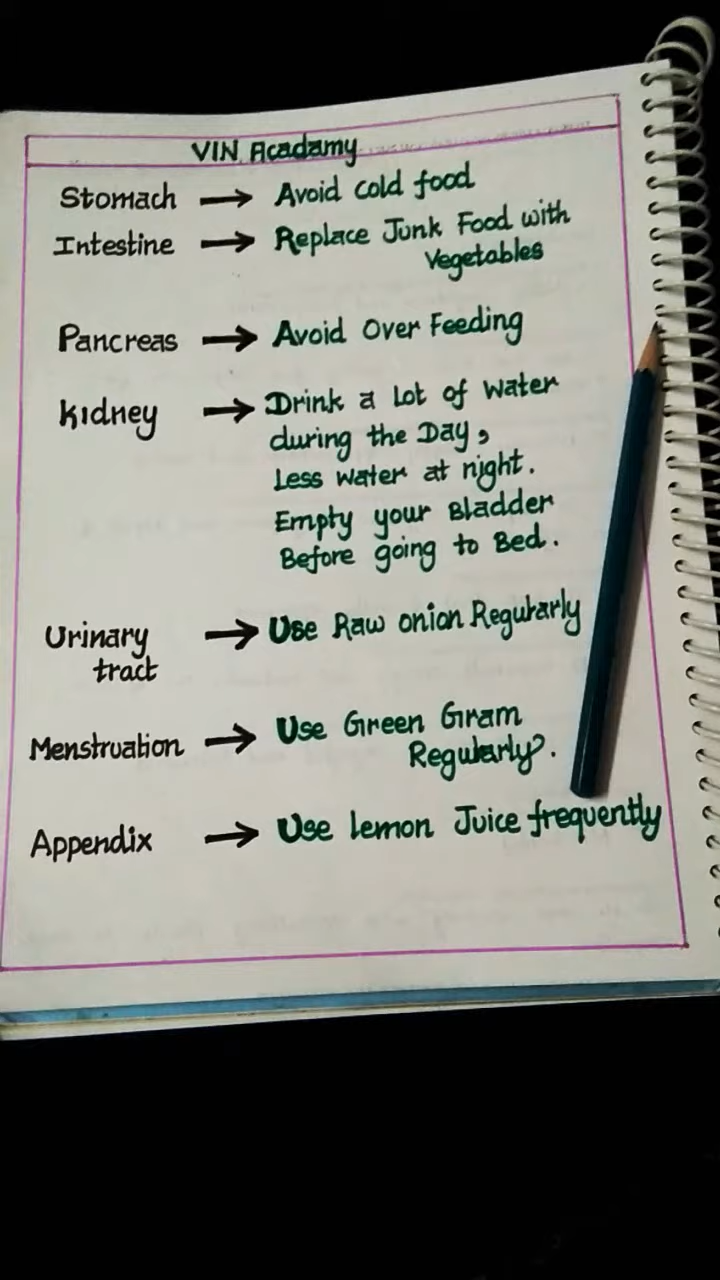 VIN Acadamy
Stomach → Avoid cold food
Intestine → Replace Junk Food with
Vegetables
Pancreas → Avoid Over Feeding
Kidney → Drink a Lot of Water
during the Day,
Less Water at night.
Empty your Bladder
Before going to Bed.
Urinary → Use Raw onion Regularly
tract
Menstruation → Use Green Gram
Regularly.
Appendix → Use lemon Juice frequently